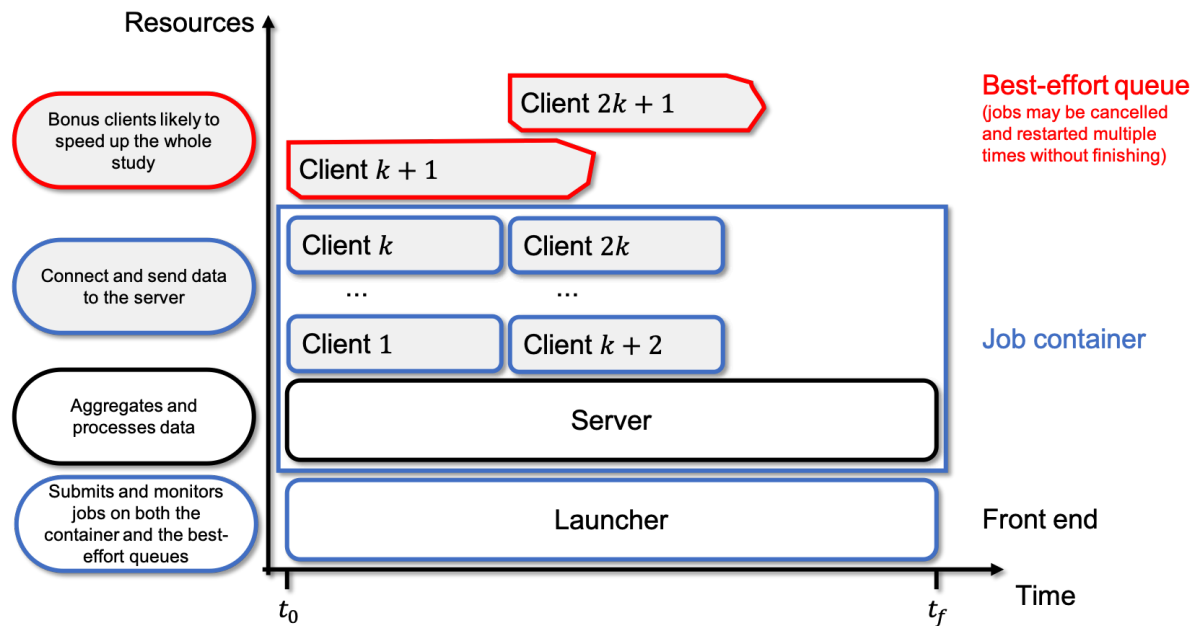 Resources
Bonus clients likely to
speed up the whole
study
Client 2k + 1
Client k + 1
Best-effort queue
(jobs may be cancelled
and restarted multiple
times without finishing)
Connect and send data
to the server
Client k
Client 2k
...
...
Client 1
Client k + 2
Job container
Aggregates and
processes data
Server
Submits and monitors
jobs on both the
container and the best-
effort queues
Launcher
Front end
t₀
t_f
Time